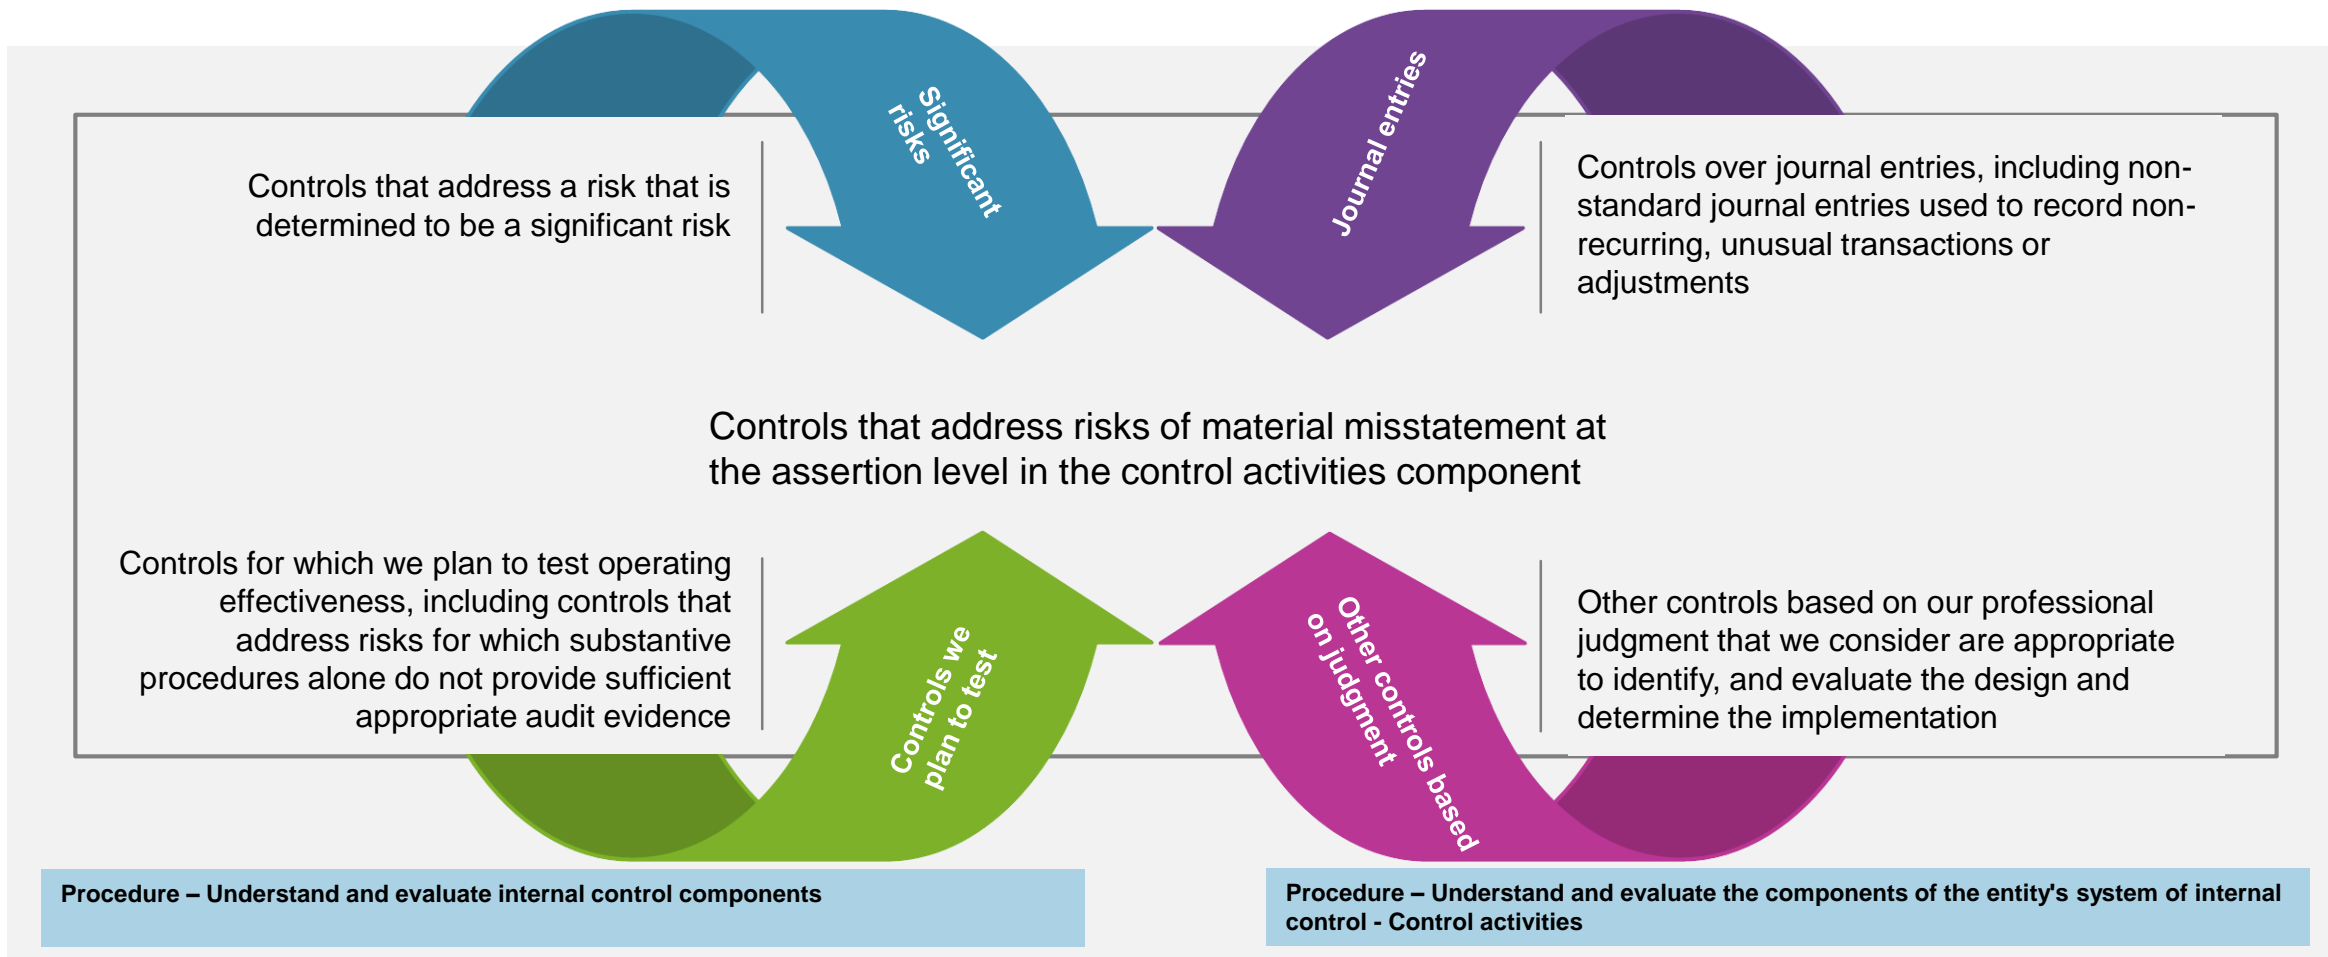 Significant
risks
Journal entries
Controls that address a risk that is
determined to be a significant risk
Controls over journal entries, including non-
standard journal entries used to record non-
recurring, unusual transactions or
adjustments
Controls that address risks of material misstatement at
the assertion level in the control activities component
Controls for which we plan to test operating
effectiveness, including controls that
address risks for which substantive
procedures alone do not provide sufficient
appropriate audit evidence
Controls we
plan to test
Other controls based
on judgment
Other controls based on our professional
judgment that we consider are appropriate
to identify, and evaluate the design and
determine the implementation
Procedure – Understand and evaluate internal control components
Procedure – Understand and evaluate the components of the entity's system of internal
control - Control activities